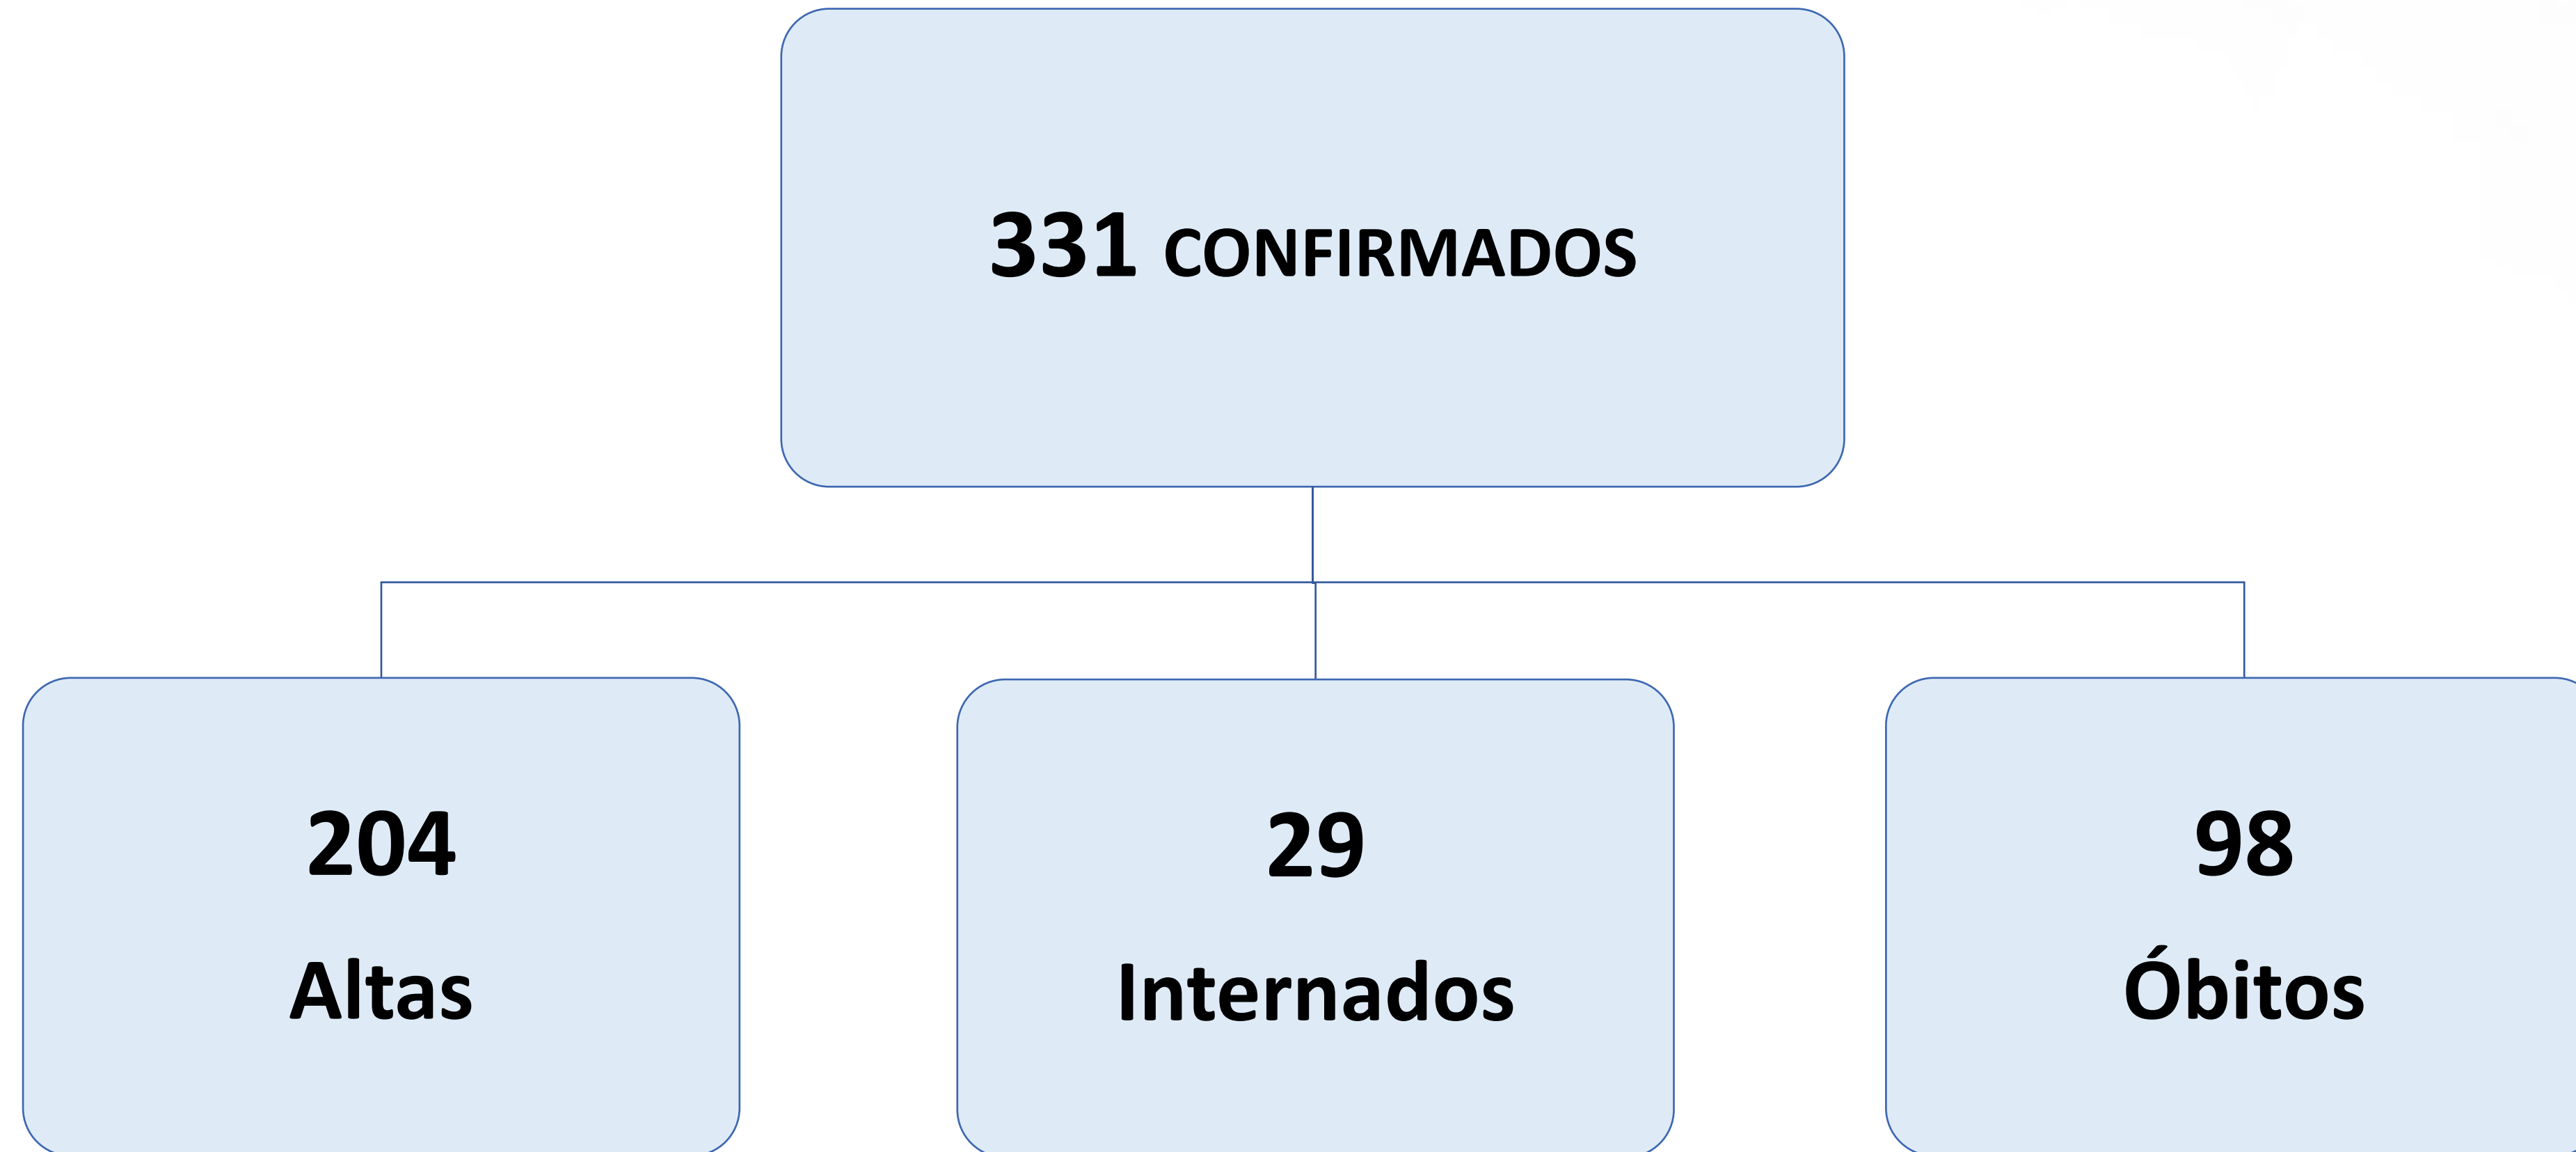 331 CONFIRMADOS
204
Altas
29
Internados
98
Óbitos